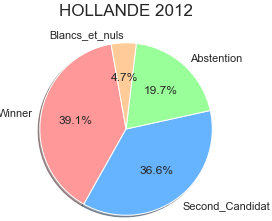 HOLLANDE 2012
Blancs_et_nuls
4.7%
Abstention
19.7%
Winner
39.1%
36.6%
Second_Candidat